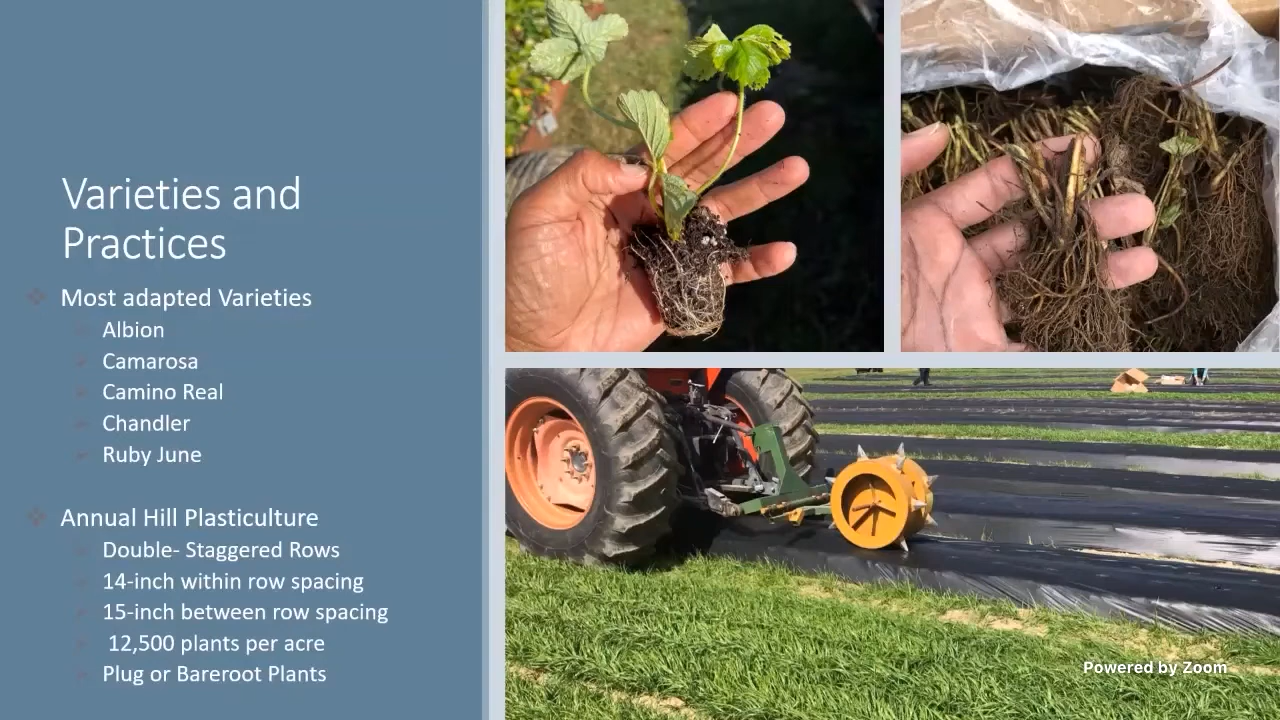 Varieties and
Practices
Most adapted Varieties
Albion
Camarosa
Camino Real
Chandler
Ruby June
Annual Hill Plasticulture
Double- Staggered Rows
14-inch within row spacing
15-inch between row spacing
12,500 plants per acre
Plug or Bareroot Plants
Powered by Zoom